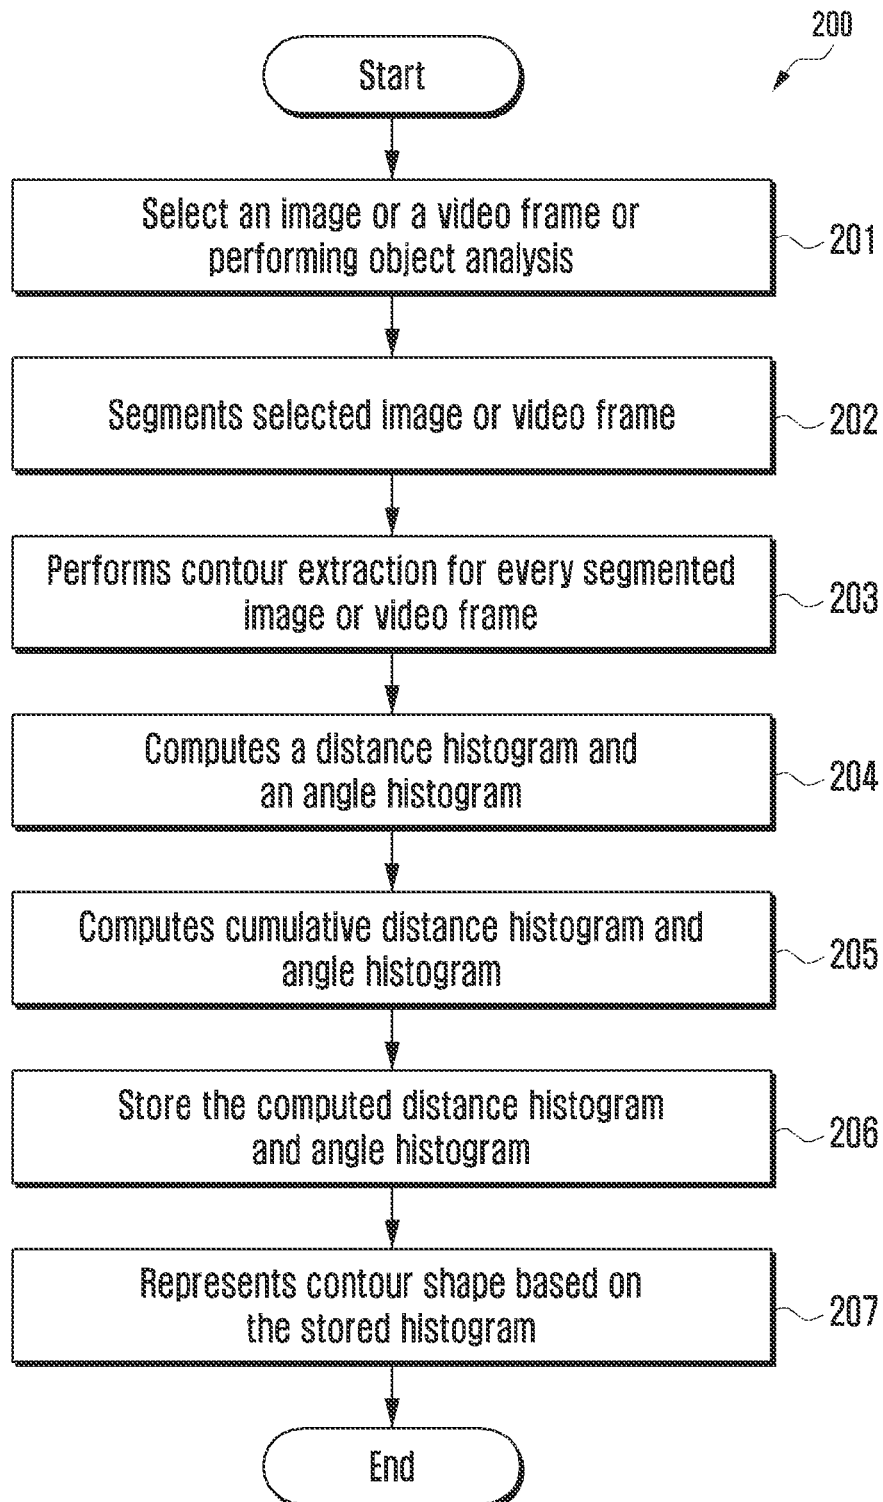 200
Start
Select an image or a video frame or
performing object analysis
201
Segments selected image or video frame
202
Performs contour extraction for every segmented
image or video frame
203
Computes a distance histogram and
an angle histogram
204
Computes cumulative distance histogram and
angle histogram
205
Store the computed distance histogram
and angle histogram
206
Represents contour shape based on
the stored histogram
207
End